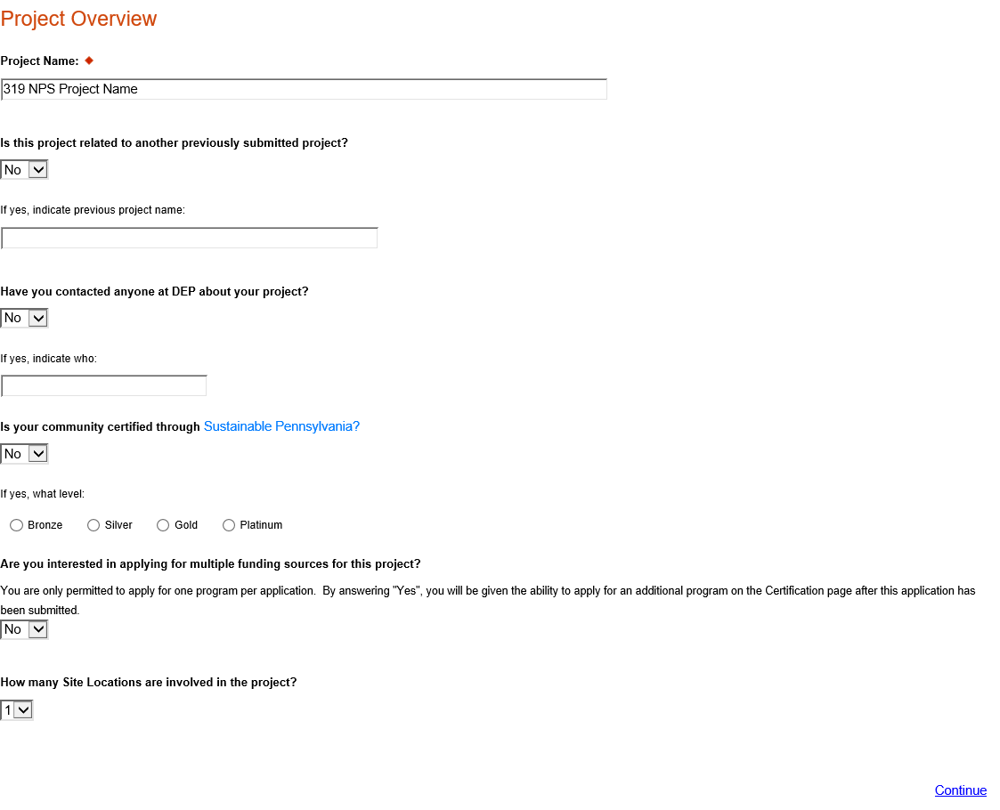 Project Overview
Project Name:
319 NPS Project Name
Is this project related to another previously submitted project?
No
If yes, indicate previous project name:
Have you contacted anyone at DEP about your project?
No
If yes, indicate who:
Is your community certified through Sustainable Pennsylvania?
No
If yes, what level:
Bronze Silver Gold Platinum
Are you interested in applying for multiple funding sources for this project?
You are only permitted to apply for one program per application.  By answering "Yes", you will be given the ability to apply for an additional program on the Certification page after this application has
been submitted.
No
How many Site Locations are involved in the project?
1
Continue